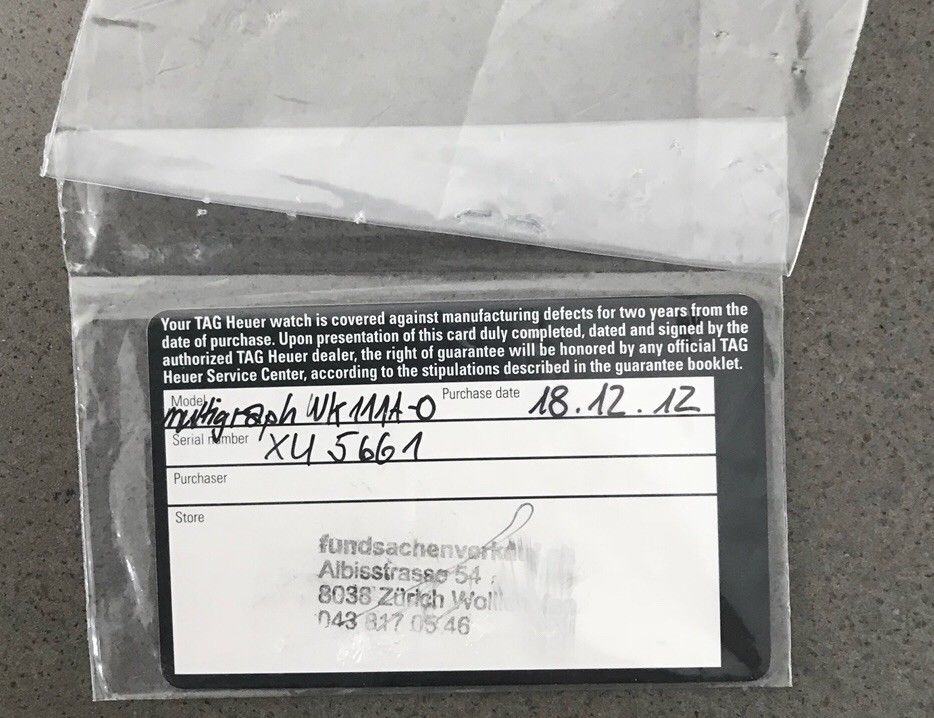 Your TAG Heuer watch is covered against manufacturing defects for two years from the
date of purchase. Upon presentation of this card duly completed, dated and signed by the
authorized TAG Heuer dealer, the right of guarantee will be honored by any official TAG
Heuer Service Center, according to the stipulations described in the guarantee booklet.
Model multigraph WK111A-0 Purchase date 18.12.12
Serial number XU 5661
Purchaser
Store
Albisstrasse 54
8038 Zürich
043 817 05 46